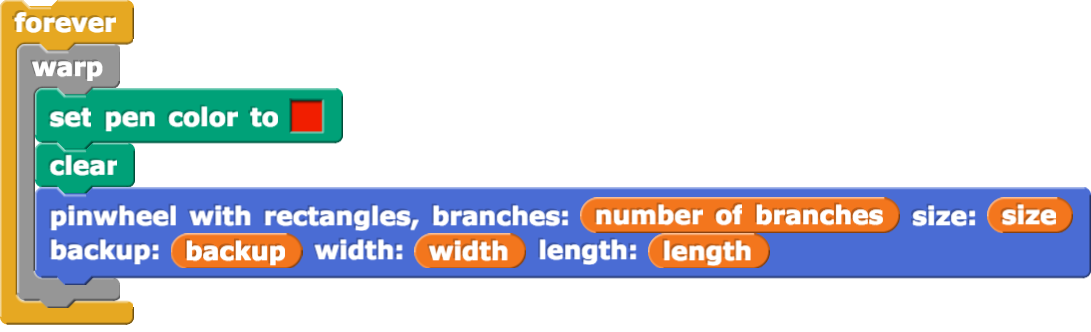 forever
warp
set pen color to
clear
pinwheel with rectangles, branches: number of branches size: size
backup: backup width: width length: length